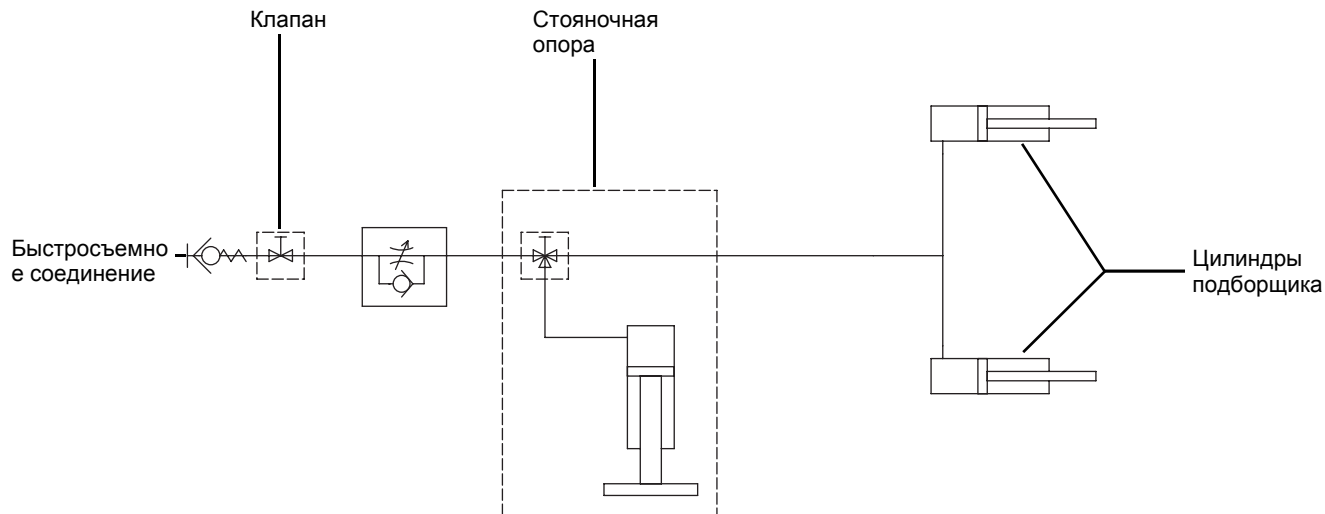 Клапан
Стояночная
опора
Быстросъемно
е соединение
Цилиндры
подборщика